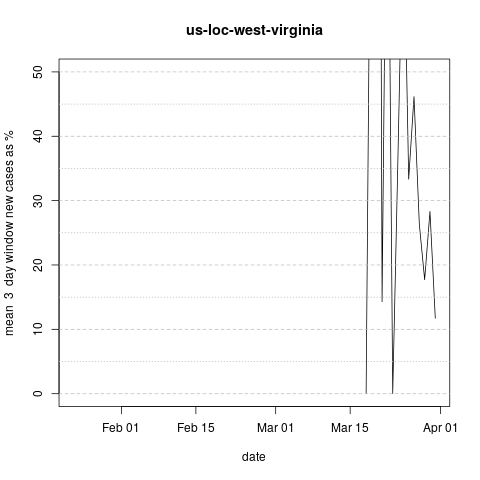 us-loc-west-virginia
mean 3 day window new cases as %
50
40
30
20
10
0
Feb 01 Feb 15 Mar 01 Mar 15 Apr 01
date